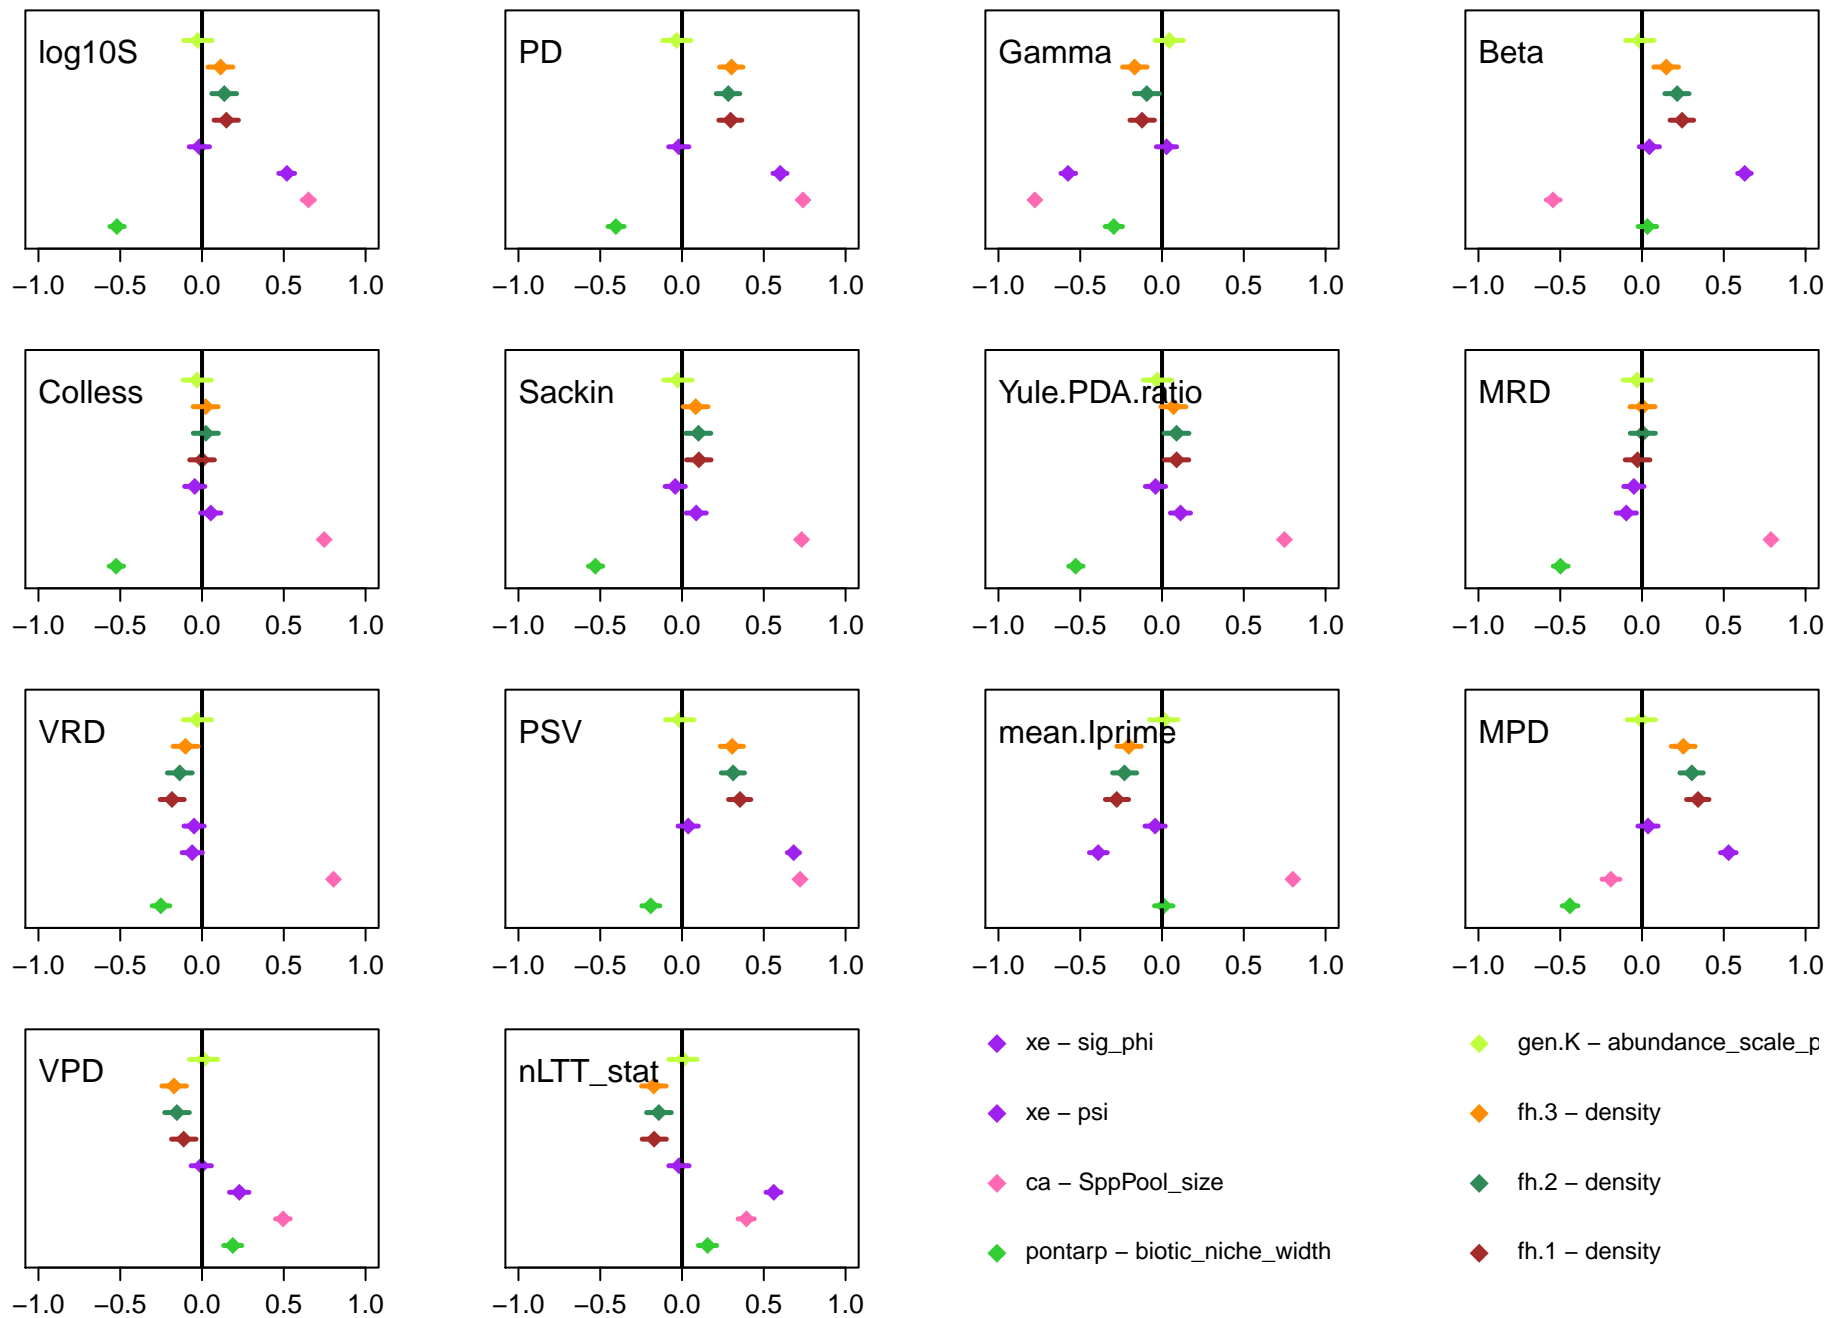 log10S
PD
Gamma
Beta
−1.0 −0.5 0.0 0.5 1.0
−1.0 −0.5 0.0 0.5 1.0
−1.0 −0.5 0.0 0.5 1.0
−1.0 −0.5 0.0 0.5 1.0
Colless
Sackin
Yule.PDA.ratio
MRD
−1.0 −0.5 0.0 0.5 1.0
−1.0 −0.5 0.0 0.5 1.0
−1.0 −0.5 0.0 0.5 1.0
−1.0 −0.5 0.0 0.5 1.0
VRD
PSV
mean.Iprime
MPD
−1.0 −0.5 0.0 0.5 1.0
−1.0 −0.5 0.0 0.5 1.0
−1.0 −0.5 0.0 0.5 1.0
−1.0 −0.5 0.0 0.5 1.0
VPD
nLTT_stat
−1.0 −0.5 0.0 0.5 1.0
−1.0 −0.5 0.0 0.5 1.0
xe − sig_phi
xe − psi
ca − SppPool_size
pontarp − biotic_niche_width
gen.K − abundance_scale_p
fh.3 − density
fh.2 − density
fh.1 − density